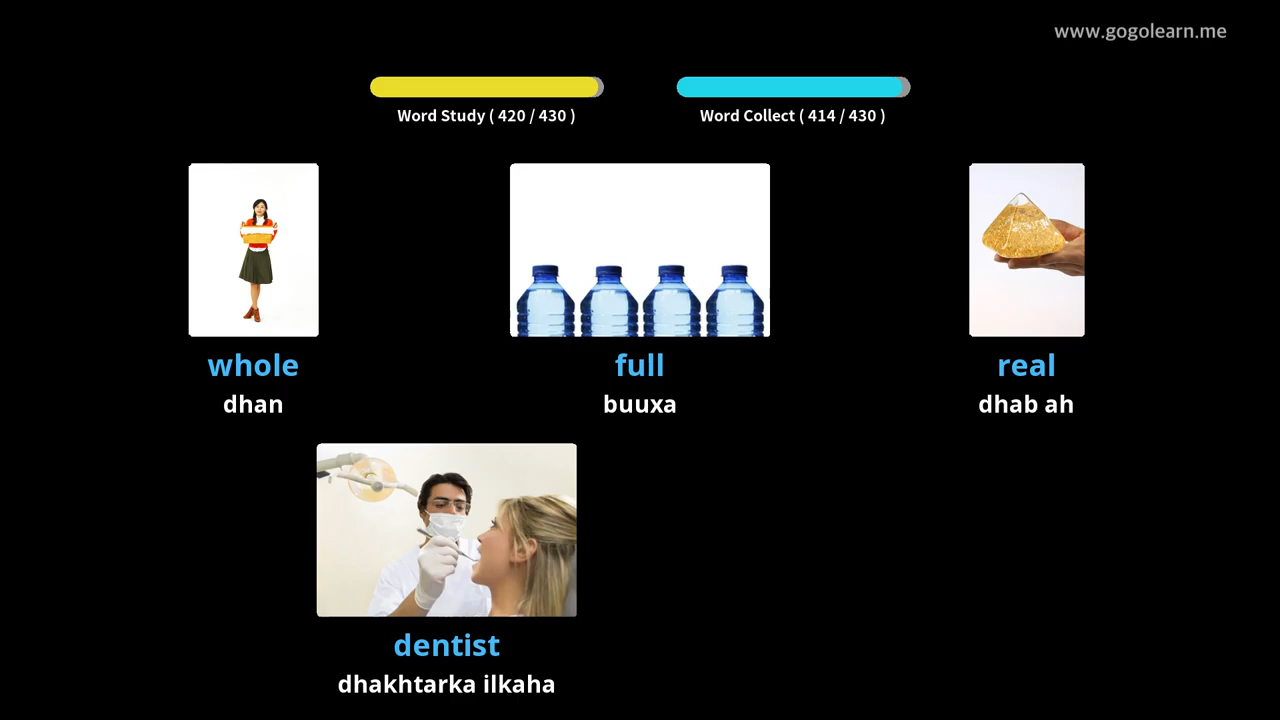 www.gogolearn.me
Word Study ( 420 / 430 )
Word Collect ( 414 / 430 )
whole
dhan
full
buuxa
real
dhab ah
dentist
dhakhtarka ilkaha